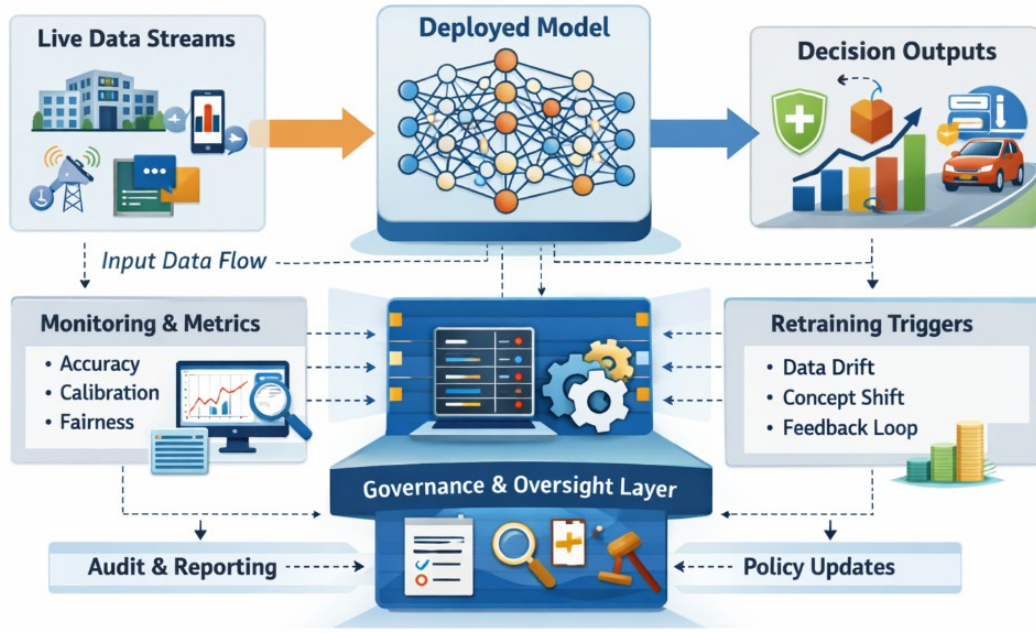 Live Data Streams
Deployed Model
Decision Outputs
Input Data Flow
Monitoring & Metrics
• Accuracy
• Calibration
• Fairness
Retraining Triggers
• Data Drift
• Concept Shift
• Feedback Loop
Governance & Oversight Layer
Audit & Reporting
Policy Updates